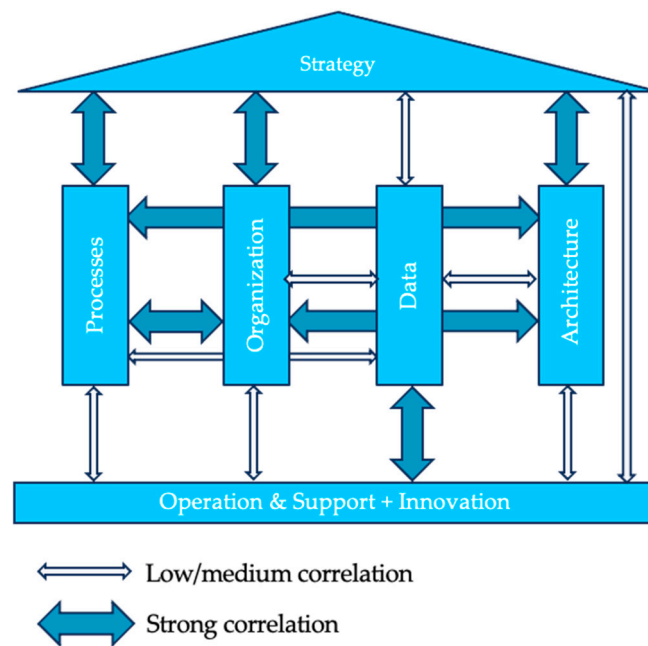 Strategy
Processes
Organization
Data
Architecture
Operation & Support + Innovation
Low/medium correlation
Strong correlation